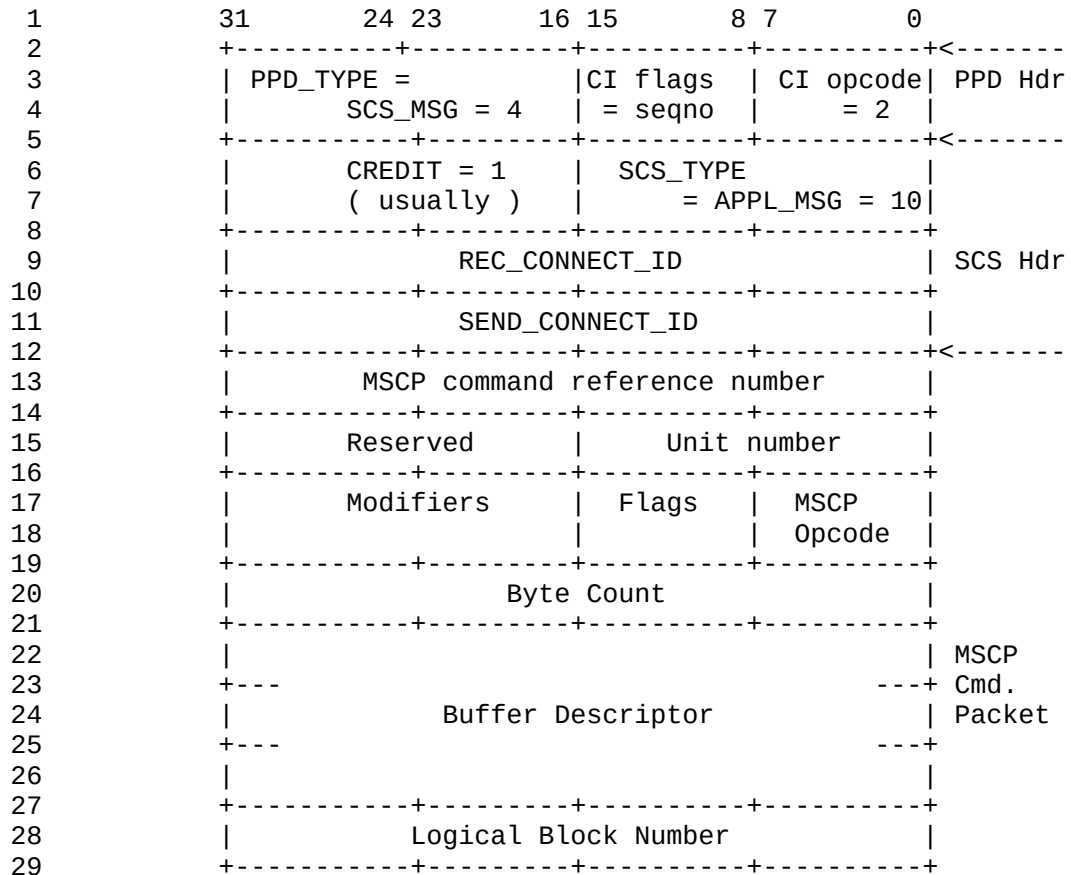 1            31       24 23      16 15       8 7        0
2            +-----------+----------+----------+----------+<-------
3            | PPD_TYPE =           |CI flags  | CI opcode| PPD Hdr
4            |       SCS_MSG = 4    | = seqno  |     = 2  |
5            +-----------+----------+----------+----------+<-------
6            |       CREDIT = 1     |  SCS_TYPE           |
7            |       ( usually )    |      = APPL_MSG = 10|
8            +-----------+---------+----------+----------+
9            |              REC_CONNECT_ID               | SCS Hdr
10           +-----------+---------+----------+----------+
11           |              SEND_CONNECT_ID              |
12           +-----------+---------+----------+----------+<-------
13           |        MSCP command reference number      |
14           +-----------+---------+----------+----------+
15           |       Reserved      |     Unit number     |
16           +-----------+---------+----------+----------+
17           |       Modifiers     |  Flags   |  MSCP    |
18           |                     |          |  Opcode  |
19           +-----------+---------+----------+----------+
20           |                 Byte Count                |
21           +-----------+---------+----------+----------+
22           |                                           | MSCP
23           +---                                     ---+ Cmd.
24           |             Buffer Descriptor             | Packet
25           +---                                     ---+
26           |                                           |
27           +-----------+---------+----------+----------+
28           |           Logical Block Number            |
29           +-----------+---------+----------+----------+